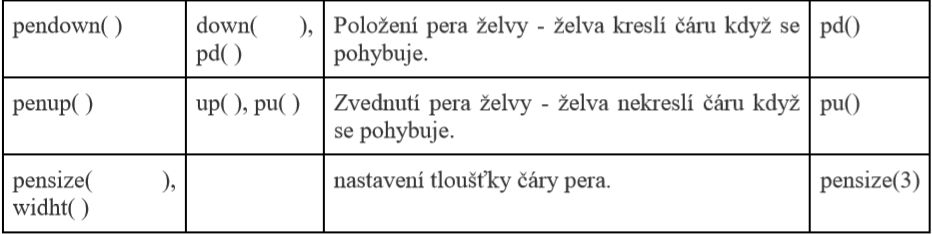 pendown( )
down( ),
pd( )
Položení pera želvy - želva kreslí čáru když se
pohybuje.
pd()
penup( )
up( ), pu( )
Zvednutí pera želvy - želva nekreslí čáru když
se pohybuje.
pu()
pensize( ),
widht( )
nastavení tloušťky čáry pera.
pensize(3)